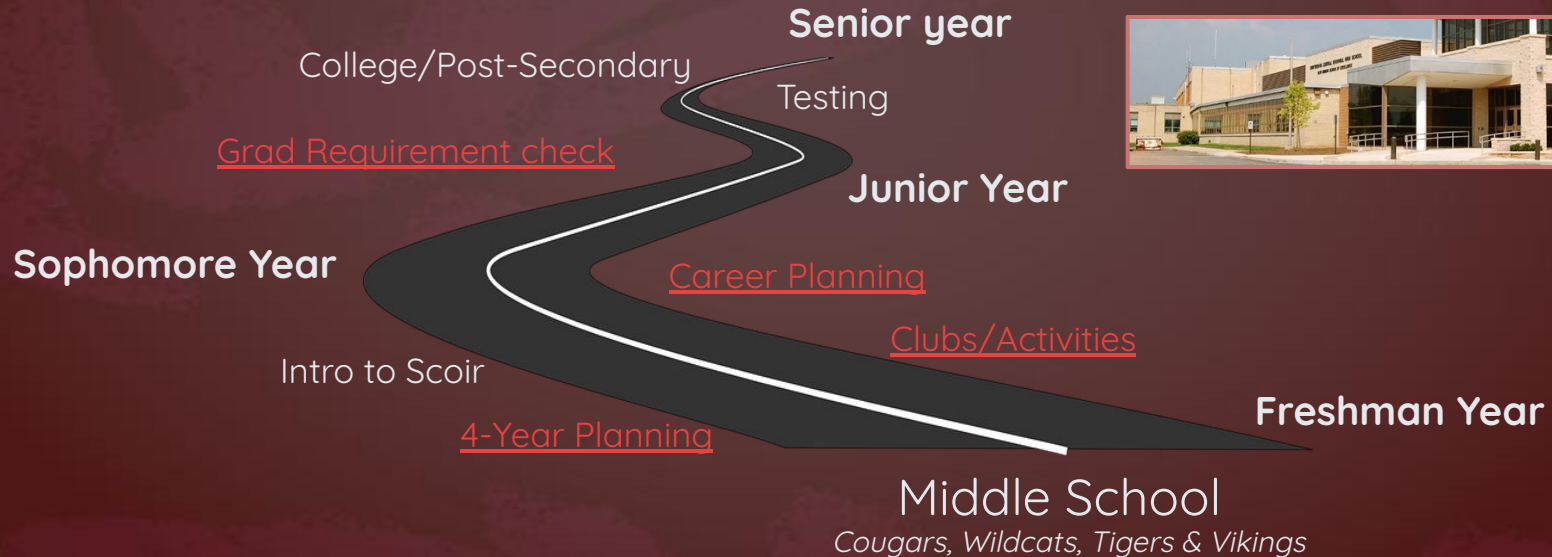 Senior year
College/Post-Secondary
Testing
Grad Requirement check
Junior Year
Sophomore Year
Career Planning
Clubs/Activities
Intro to Scoir
Freshman Year
4-Year Planning
Middle School
Cougars, Wildcats, Tigers & Vikings